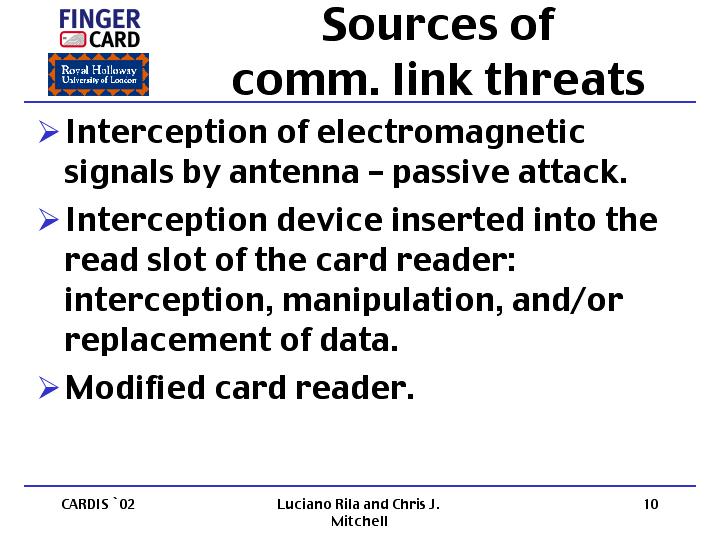 FINGER
CARD
Royal Holloway
University of London
Sources of
comm. link threats
Interception of electromagnetic
signals by antenna – passive attack.
Interception device inserted into the
read slot of the card reader:
interception, manipulation, and/or
replacement of data.
Modified card reader.
CARDIS `02
Luciano Rila and Chris J.
Mitchell
10